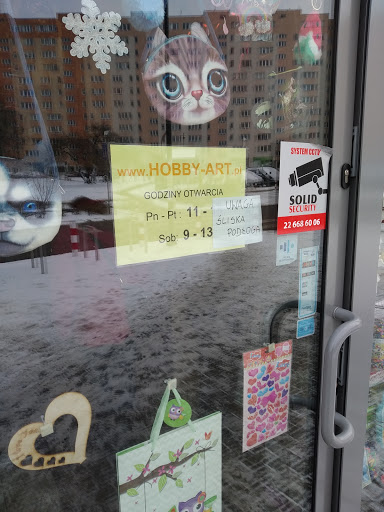 www.HOBBY-ART.pl
GODZINY OTWARCIA
Pn - Pt : 11 -
Sob: 9 - 13
UWAGA
ŚLISKA
PODŁOGA
SYSTEM CCTV
SOLID
SECURITY
22 668 60 06